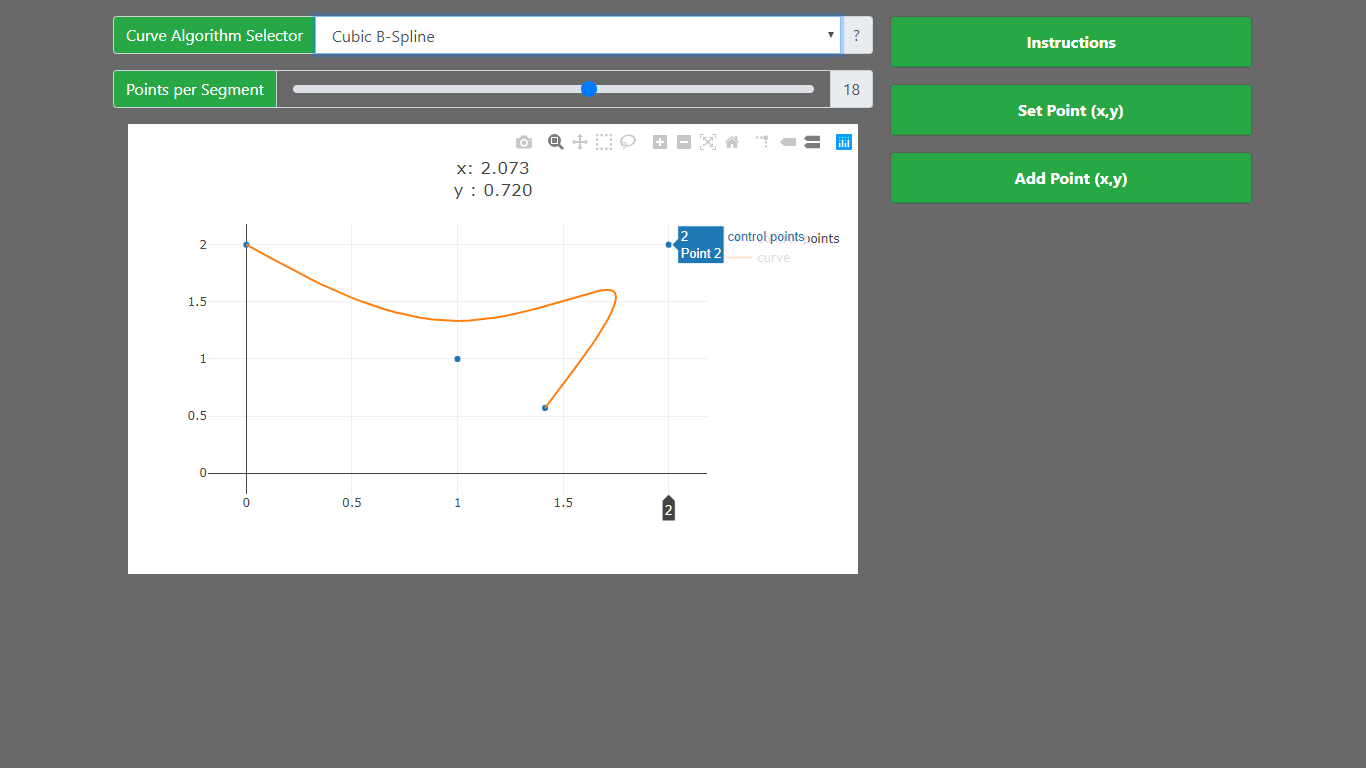 Curve Algorithm Selector
Cubic B-Spline
?
Instructions
Points per Segment
18
Set Point (x,y)
Add Point (x,y)
x: 2.073
y : 0.720
2
Point 2
control points
points
curve
2
1.5
1
0.5
0
0
0.5
1
1.5
2